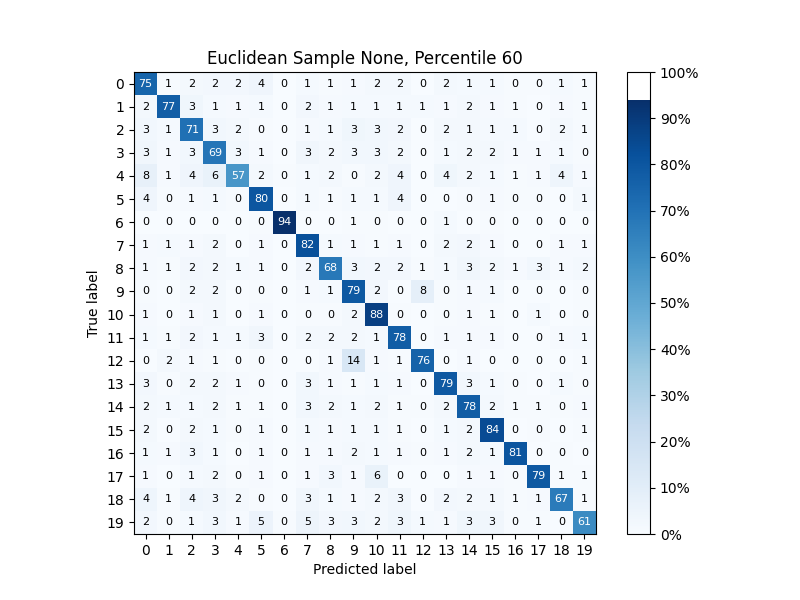 Euclidean Sample None, Percentile 60
0 75 1 2 2 2 4 0 1 1 1 2 2 0 2 1 1 0 0 1 1
1 2 77 3 1 1 1 0 2 1 1 1 1 1 1 2 1 1 0 1 1
2 3 1 71 3 2 0 0 1 1 3 3 2 0 2 1 1 1 0 2 1
3 3 1 3 69 3 1 0 3 2 3 3 2 0 1 2 2 1 1 1 0
4 8 1 4 6 57 2 0 1 2 0 2 4 0 4 2 1 1 1 4 1
5 4 0 1 1 0 80 0 1 1 1 1 4 0 0 0 1 0 0 0 1
6 0 0 0 0 0 0 94 0 0 1 0 0 0 1 0 0 0 0 0 0
7 1 1 1 2 0 1 0 82 1 1 1 1 0 2 2 1 0 0 1 1
8 1 1 2 2 1 1 0 2 68 3 2 2 1 1 3 2 1 3 1 2
9 0 0 2 2 0 0 0 1 1 79 2 0 8 0 1 1 0 0 0 0
10 1 0 1 1 0 1 0 0 0 2 88 0 0 0 1 1 0 1 0 0
11 1 1 2 1 1 3 0 2 2 2 1 78 0 1 1 1 0 0 1 1
12 0 2 1 1 0 0 0 0 1 14 1 1 76 0 1 0 0 0 0 1
13 3 0 2 2 1 0 0 3 1 1 1 1 0 79 3 1 0 0 1 0
14 2 1 1 2 1 1 0 3 2 1 2 1 0 2 78 2 1 1 0 1
15 2 0 2 1 0 1 0 1 1 1 1 1 0 1 2 84 0 0 0 1
16 1 1 3 1 0 1 0 1 1 2 1 1 0 1 2 1 81 0 0 0
17 1 0 1 2 0 1 0 1 3 1 6 0 0 0 1 1 0 79 1 1
18 4 1 4 3 2 0 0 3 1 1 2 3 0 2 2 1 1 1 67 1
19 2 0 1 3 1 5 0 5 3 3 2 3 1 1 3 3 0 1 0 61
0 1 2 3 4 5 6 7 8 9 10 11 12 13 14 15 16 17 18 19
Predicted label
True label
100%
90%
80%
70%
60%
50%
40%
30%
20%
10%
0%